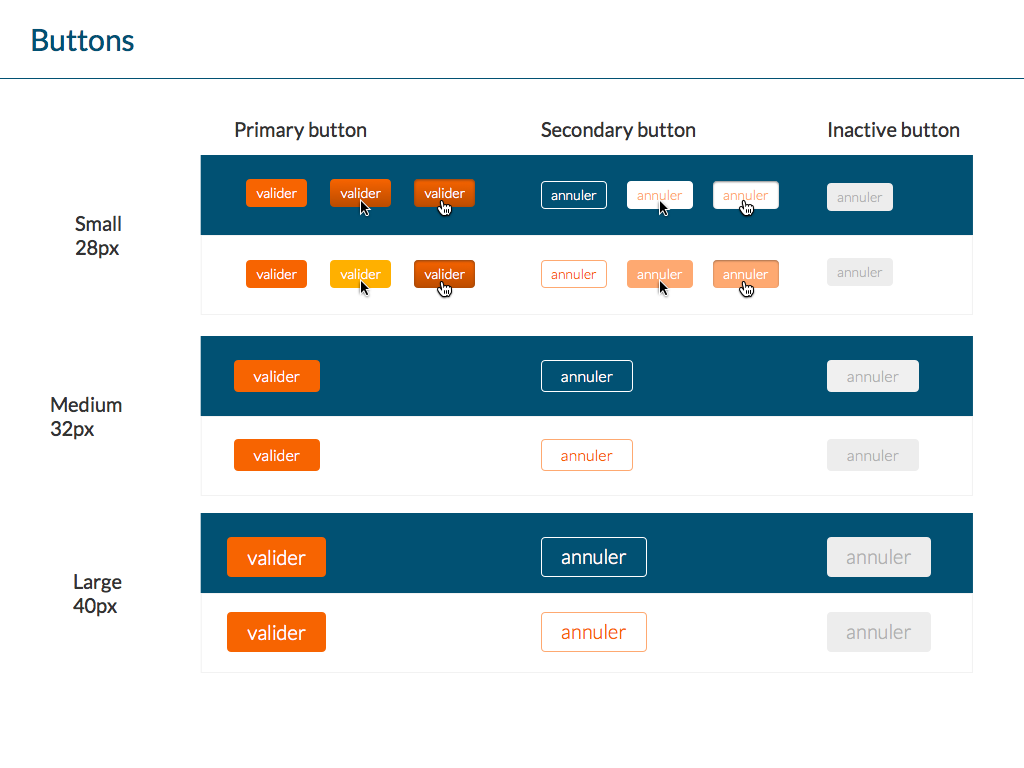 Buttons
Primary button Secondary button Inactive button
Small
28px
valider valider valider annuler annuler annuler annuler
valider valider valider annuler annuler annuler annuler
Medium
32px
valider annuler annuler
valider annuler annuler
Large
40px
valider annuler annuler
valider annuler annuler